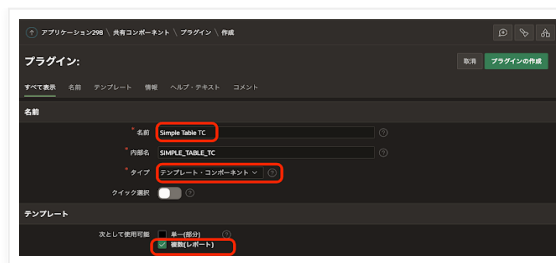 アプリケーション298 \ 共有コンポーネント \ プラグイン \ 作成
プラグイン:
取消
プラグインの作成
すべて表示 名前 テンプレート 情報 ヘルプ・テキスト コメント
名前
* 名前 Simple Table TC
* 内部名 SIMPLE_TABLE_TC
* タイプ テンプレート・コンポーネント
クイック選択
テンプレート
次として使用可能 単一(部分)
複数(レポート)